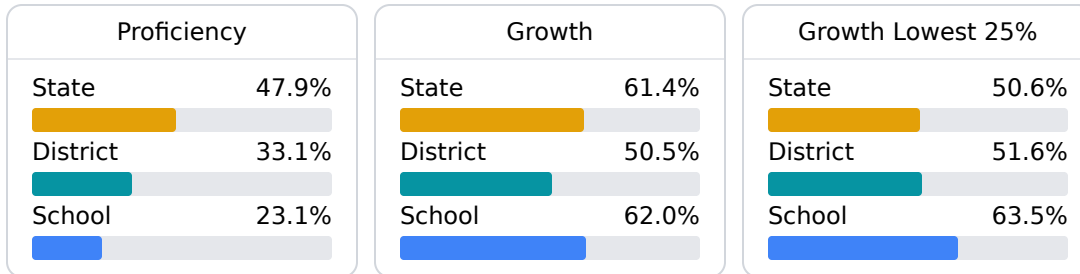 Proficiency
State 47.9%
District 33.1%
School 23.1%
Growth
State 61.4%
District 50.5%
School 62.0%
Growth Lowest 25%
State 50.6%
District 51.6%
School 63.5%